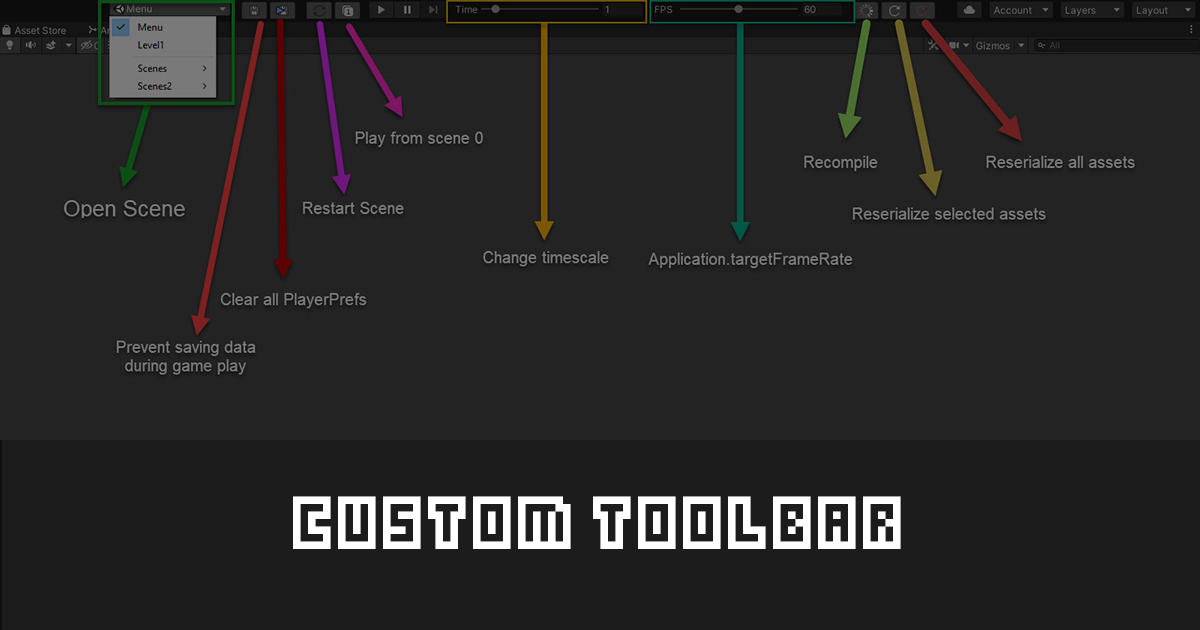 Menu
Time 1
FPS 60
Account
Layers
Layout
Asset Store
Menu
Level1
Scenes
Scenes2
Gizmos
All
Play from scene 0
Recompile
Reserialize all assets
Open Scene
Restart Scene
Reserialize selected assets
Change timescale
Application.targetFrameRate
Clear all PlayerPrefs
Prevent saving data
during game play
CUSTOM TOOLBAR